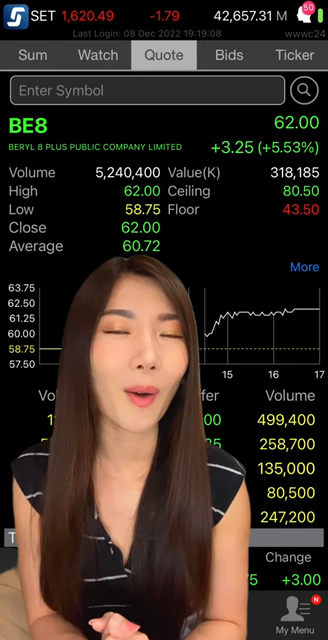 SET 1,620.49 -1.79 42,657.31 M 50
Last Login: 08 Dec 2022 19:19:08 wwwc24
Sum Watch Quote Bids Ticker
Enter Symbol
BE8 62.00
BERYL 8 PLUS PUBLIC COMPANY LIMITED +3.25 (+5.53%)
Volume 5,240,400 Value(K) 318,185
High 62.00 Ceiling 80.50
Low 58.75 Floor 43.50
Close 62.00
Average 60.72
More
63.75
62.50
61.25
60.00
58.75
57.50
15 16 17
Volume
499,400
258,700
135,000
80,500
247,200
Change
+3.00
N
My Menu